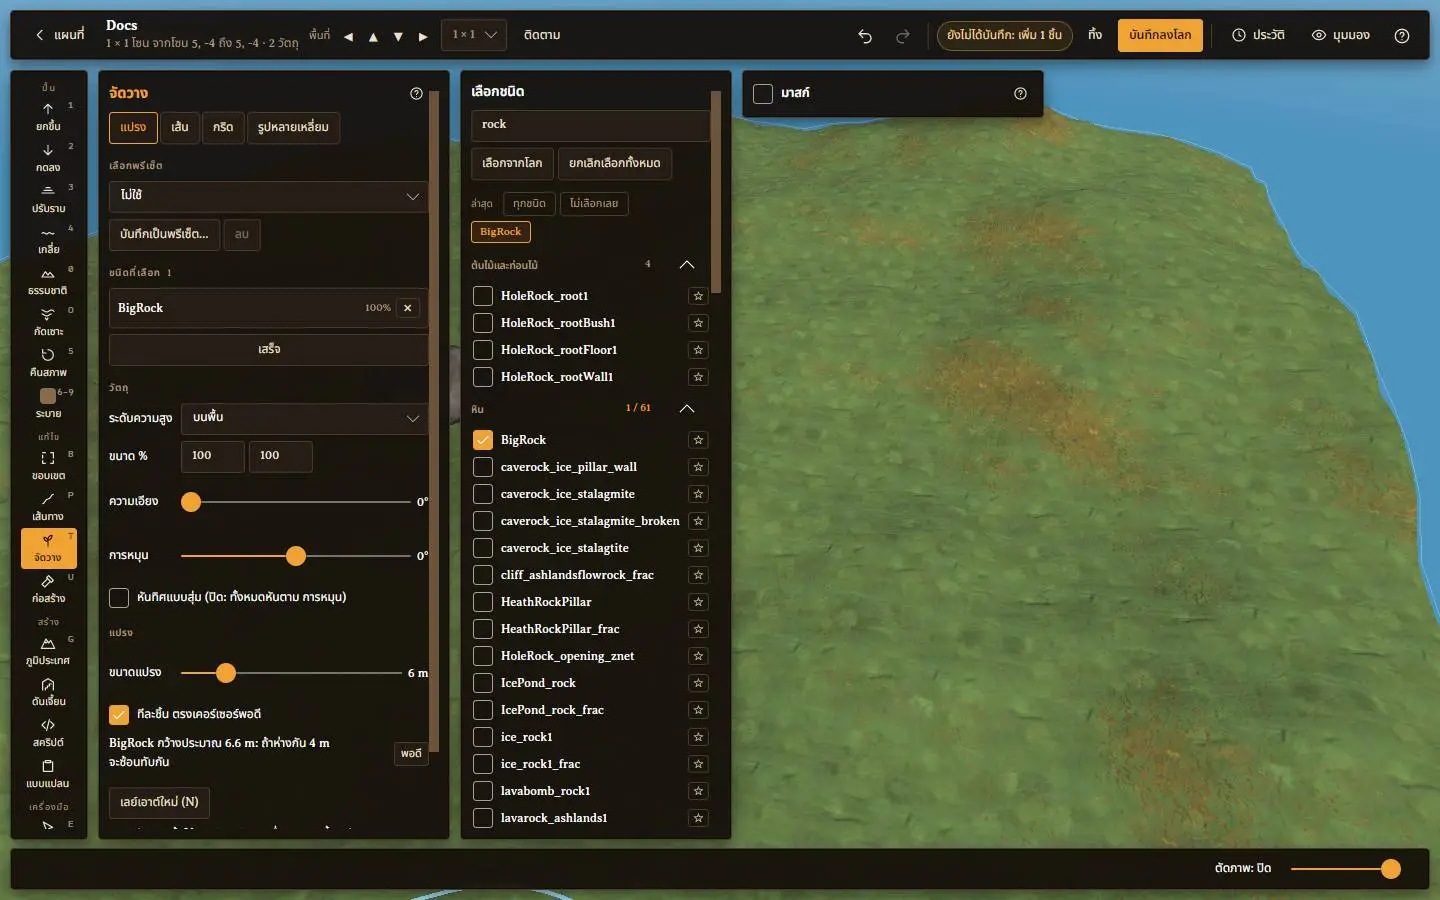 แผนที่
Docs
1 × 1 โซน จากโซน 5, -4 ถึง 5, -4 · 2 วัตถุ
พื้นที่
◀ ▲ ▼ ▶
1 × 1
ติดตาม
ยังไม่ได้บันทึก: เพิ่ม 1 ชิ้น
ทิ้ง
บันทึกลงโลก
ประวัติ
มุมมอง
ปั้น
1
ยกขึ้น
2
กดลง
3
ปรับราบ
4
เกลี่ย
0
ธรรมชาติ
O
กัดเซาะ
5
คืนสภาพ
6–9
ระบาย
แก้ไข
B
ขอบเขต
P
เส้นทาง
T
จัดวาง
U
ก่อสร้าง
สร้าง
G
ภูมิประเทศ
ดันเจี้ยน
สคริปต์
แบบแปลน
เครื่องมือ
E
จัดวาง
แปรง
เส้น
กริด
รูปหลายเหลี่ยม
เลือกพรีเซ็ต
ไม่ใช้
บันทึกเป็นพรีเซ็ต...
ลบ
ชนิดที่เลือก 1
BigRock
100%
×
เสร็จ
วัตถุ
ระดับความสูง
บนพื้น
ขนาด %
100
100
ความเอียง
0°
การหมุน
0°
หันทิศแบบสุ่ม (ปิด: ทั้งหมดหันตาม การหมุน)
แปรง
ขนาดแปรง
6 m
ทีละชิ้น ตรงเคอร์เซอร์พอดี
BigRock กว้างประมาณ 6.6 m: ถ้าห่างกัน 4 m
จะซ้อนทับกัน
พอดี
เลย์เอาต์ใหม่ (N)
เลือกชนิด
rock
เลือกจากโลก
ยกเลิกเลือกทั้งหมด
ล่าสุด
ทุกชนิด
ไม่เลือกเลย
BigRock
ต้นไม้และท่อนไม้
4
HoleRock_root1
HoleRock_rootBush1
HoleRock_rootFloor1
HoleRock_rootWall1
หิน
1 / 61
BigRock
caverock_ice_pillar_wall
caverock_ice_stalagmite
caverock_ice_stalagmite_broken
caverock_ice_stalagtite
cliff_ashlandsflowrock_frac
HeathRockPillar
HeathRockPillar_frac
HoleRock_opening_znet
IcePond_rock
IcePond_rock_frac
ice_rock1
ice_rock1_frac
lavabomb_rock1
lavarock_ashlands1
มาสก์
ตัดภาพ: ปิด